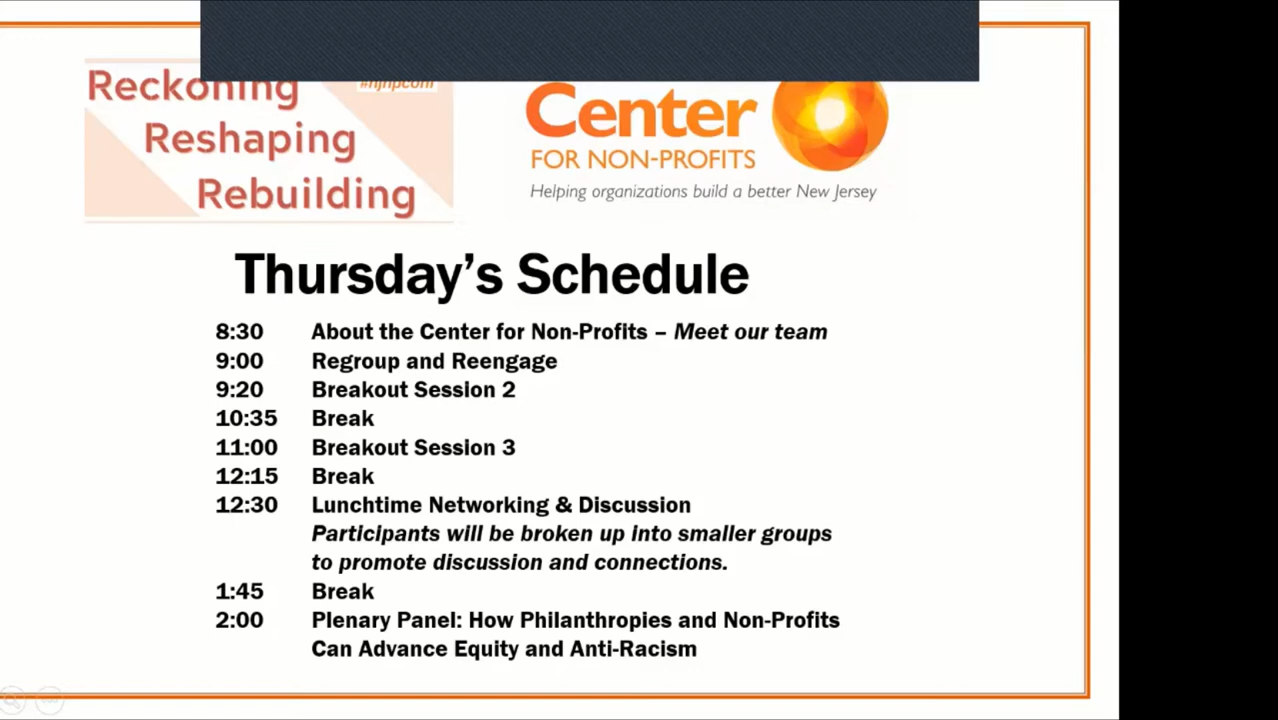 Reckoning
#njnpconf
Reshaping
Rebuilding
Center
FOR NON-PROFITS
Helping organizations build a better New Jersey
Thursday’s Schedule
8:30 About the Center for Non-Profits – Meet our team
9:00 Regroup and Reengage
9:20 Breakout Session 2
10:35 Break
11:00 Breakout Session 3
12:15 Break
12:30 Lunchtime Networking & Discussion
Participants will be broken up into smaller groups
to promote discussion and connections.
1:45 Break
2:00 Plenary Panel: How Philanthropies and Non-Profits
Can Advance Equity and Anti-Racism